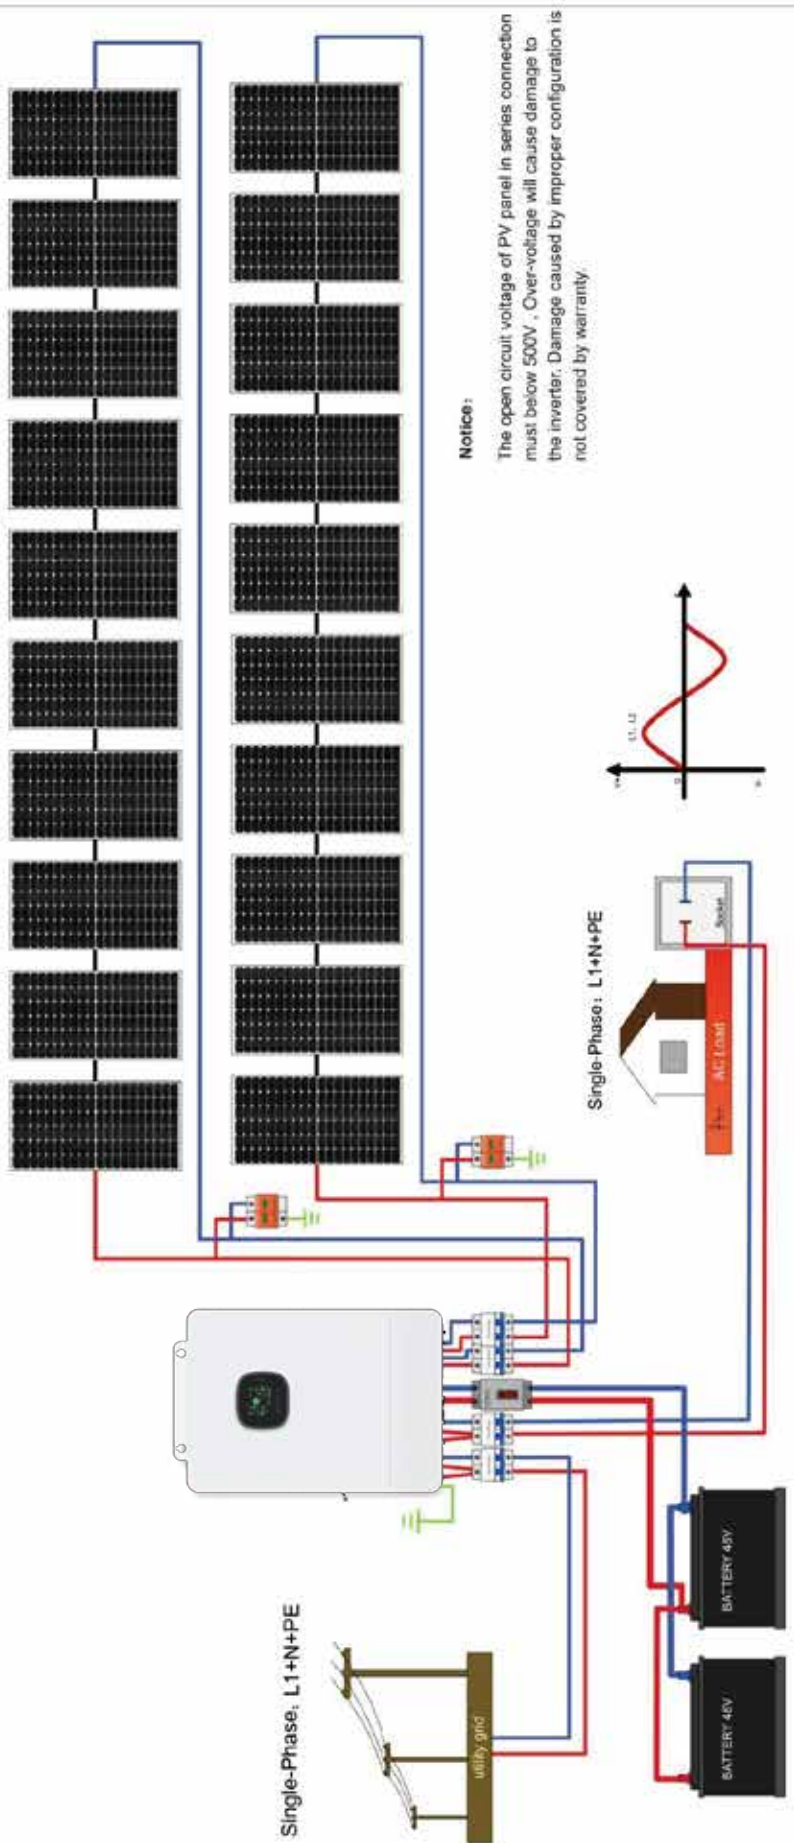 Notice:
The open circuit voltage of PV panel in series connection
must below 500V , Over-voltage will cause damage to
the inverter. Damage caused by improper configuration is
not covered by warranty.
L1, L2
0
Single-Phase: L1+N+PE
Socket
AC Load
Single-Phase: L1+N+PE
utility grid
BATTERY 48V
BATTERY 48V